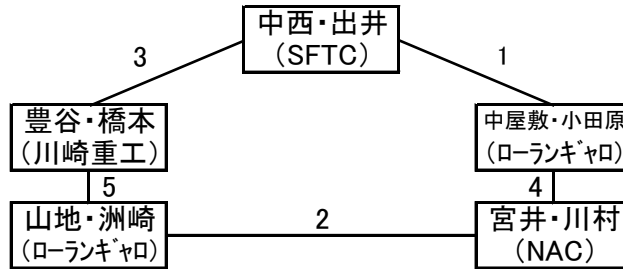 中西・出井
(SFTC)
3
1
豊谷・橋本
(川崎重工)
中屋敷・小田原
(ローランギャロ)
5
4
山地・洲崎
(ローランギャロ)
2
宮井・川村
(NAC)